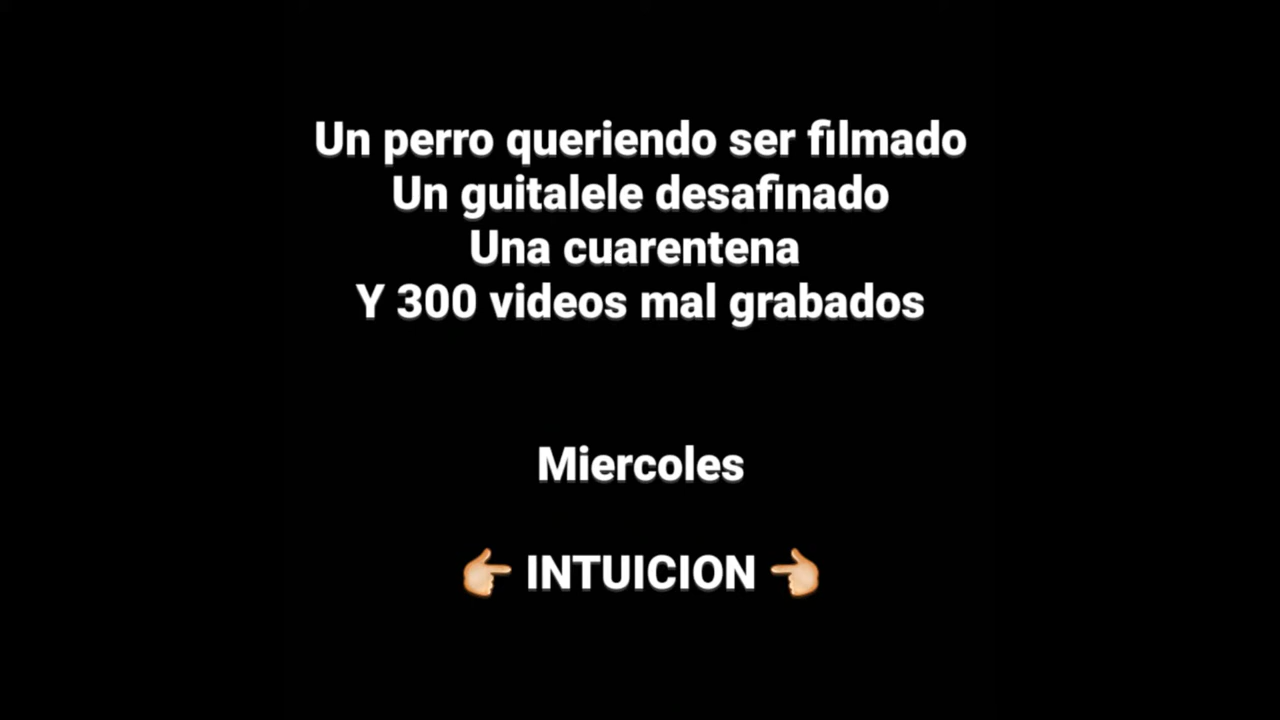 Un perro queriendo ser filmado
Un guitalele desafinado
Una cuarentena
Y 300 videos mal grabados
Miercoles
👉 INTUICION 👈